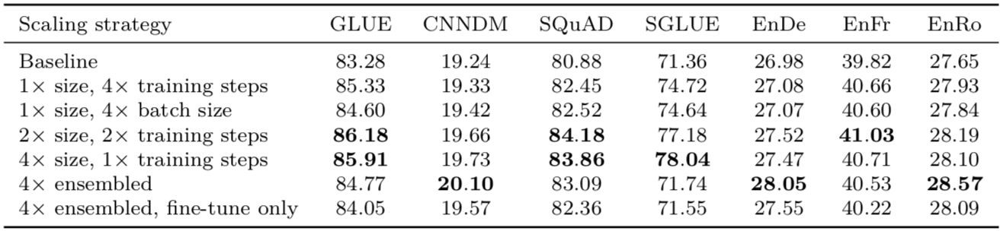 Scaling strategy GLUE CNNDM SQuAD SGLUE EnDe EnFr EnRo
Baseline 83.28 19.24 80.88 71.36 26.98 39.82 27.65
1× size, 4× training steps 85.33 19.33 82.45 74.72 27.08 40.66 27.93
1× size, 4× batch size 84.60 19.42 82.52 74.64 27.07 40.60 27.84
2× size, 2× training steps 86.18 19.66 84.18 77.18 27.52 41.03 28.19
4× size, 1× training steps 85.91 19.73 83.86 78.04 27.47 40.71 28.10
4× ensembled 84.77 20.10 83.09 71.74 28.05 40.53 28.57
4× ensembled, fine-tune only 84.05 19.57 82.36 71.55 27.55 40.22 28.09